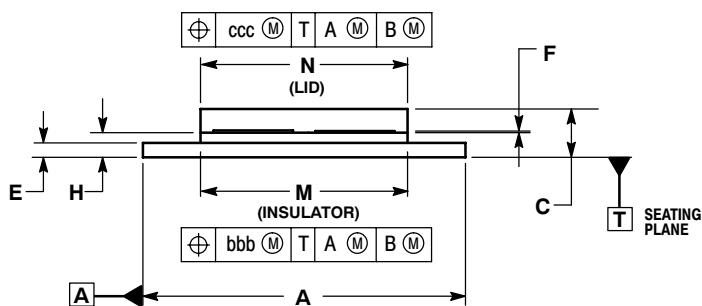 ⌖ ccc Ⓜ T A Ⓜ B Ⓜ
N
(LID)
F
E
H
M
(INSULATOR)
C
T SEATING
PLANE
⌖ bbb Ⓜ T A Ⓜ B Ⓜ
A
A